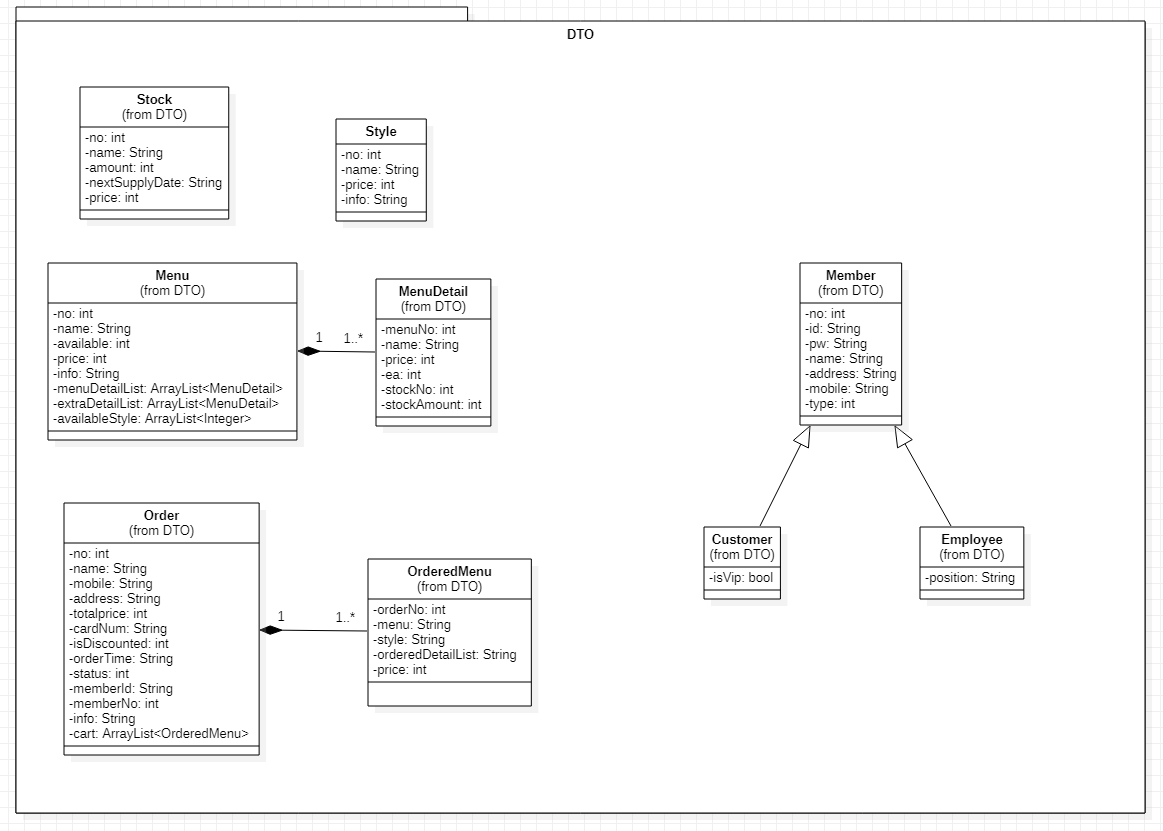 DTO
Stock
(from DTO)
-no: int
-name: String
-amount: int
-nextSupplyDate: String
-price: int
Style
-no: int
-name: String
-price: int
-info: String
Menu
(from DTO)
-no: int
-name: String
-available: int
-price: int
-info: String
-menuDetailList: ArrayList<MenuDetail>
-extraDetailList: ArrayList<MenuDetail>
-availableStyle: ArrayList<Integer>
1
1..*
MenuDetail
(from DTO)
-menuNo: int
-name: String
-price: int
-ea: int
-stockNo: int
-stockAmount: int
Member
(from DTO)
-no: int
-id: String
-pw: String
-name: String
-address: String
-mobile: String
-type: int
Order
(from DTO)
-no: int
-name: String
-mobile: String
-address: String
-totalprice: int
-cardNum: String
-isDiscounted: int
-orderTime: String
-status: int
-memberId: String
-memberNo: int
-info: String
-cart: ArrayList<OrderedMenu>
1
1..*
OrderedMenu
(from DTO)
-orderNo: int
-menu: String
-style: String
-orderedDetailList: String
-price: int
Customer
(from DTO)
-isVip: bool
Employee
(from DTO)
-position: String